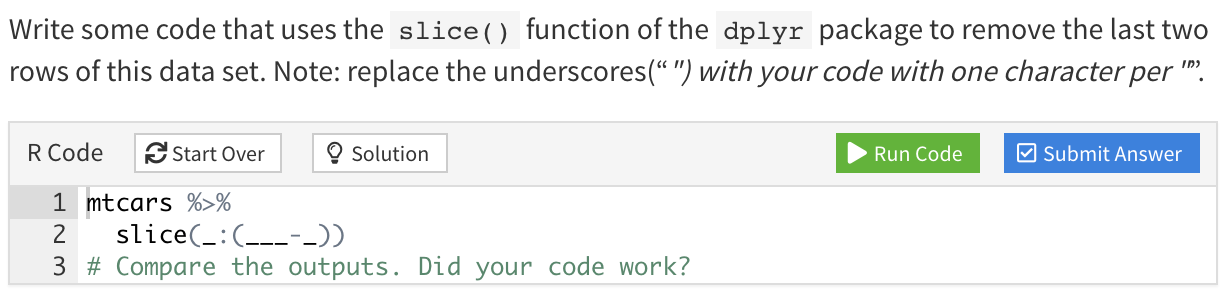 Write some code that uses the slice() function of the dplyr package to remove the last two
rows of this data set. Note: replace the underscores(“ ") with your code with one character per "”.
R Code Start Over Solution Run Code Submit Answer
1 mtcars %>%
2 slice(_:(___-_))
3 # Compare the outputs. Did your code work?